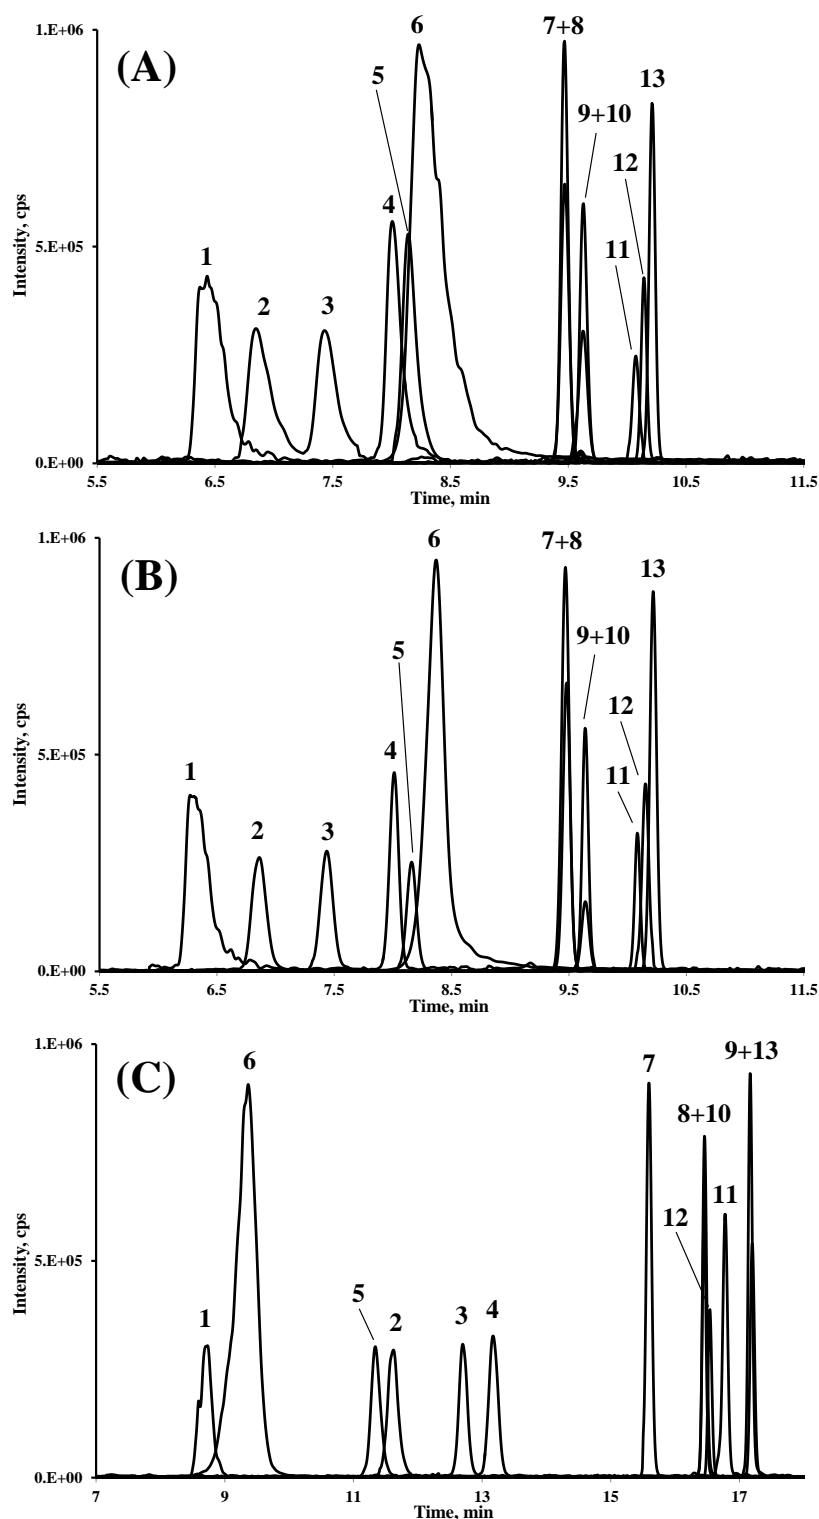 1.E+06
(A)
6
7+8
5
13
9+10
12
4
11
5.E+05
1
2
3
Intensity, cps
0.E+00
5.5
6.5
7.5
8.5
9.5
10.5
11.5
Time, min
1.E+06
(B)
6
7+8
13
9+10
5
12
5.E+05
4
11
1
2
3
Intensity, cps
0.E+00
5.5
6.5
7.5
8.5
9.5
10.5
11.5
Time, min
1.E+06
(C)
6
7
9+13
8+10
11
12
5.E+05
5
1
2
3
4
Intensity, cps
0.E+00
7
9
11
13
15
17
Time, min